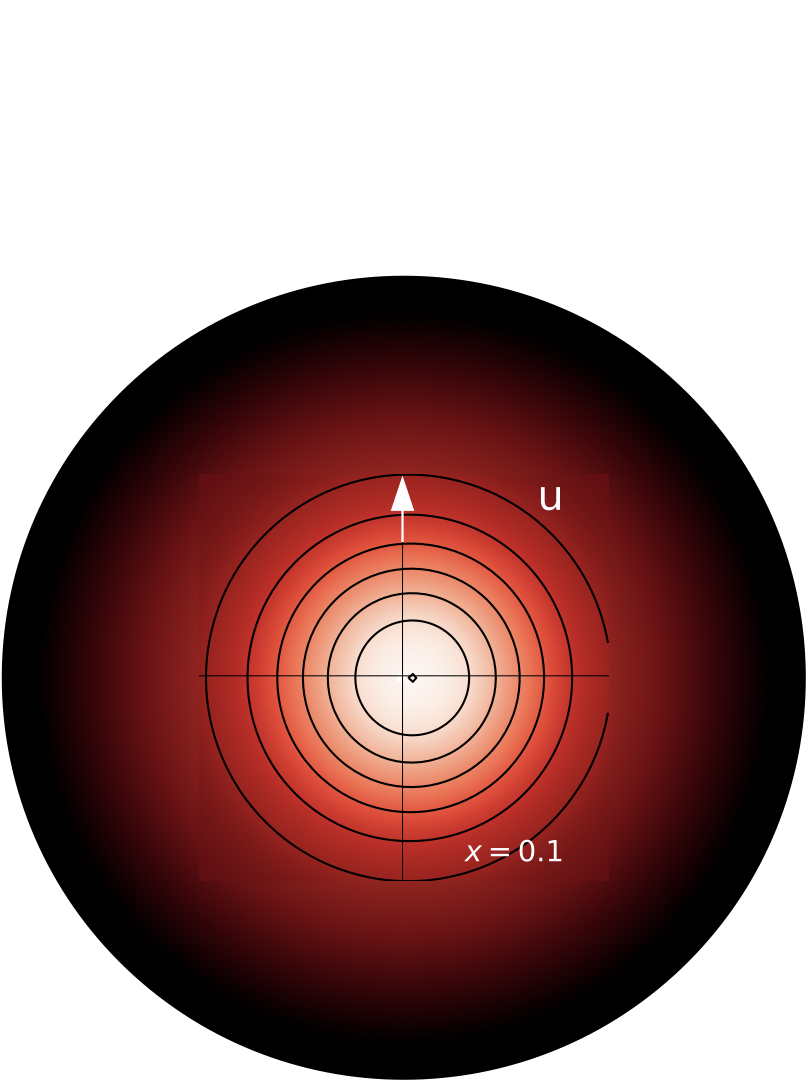 u
x = 0.1